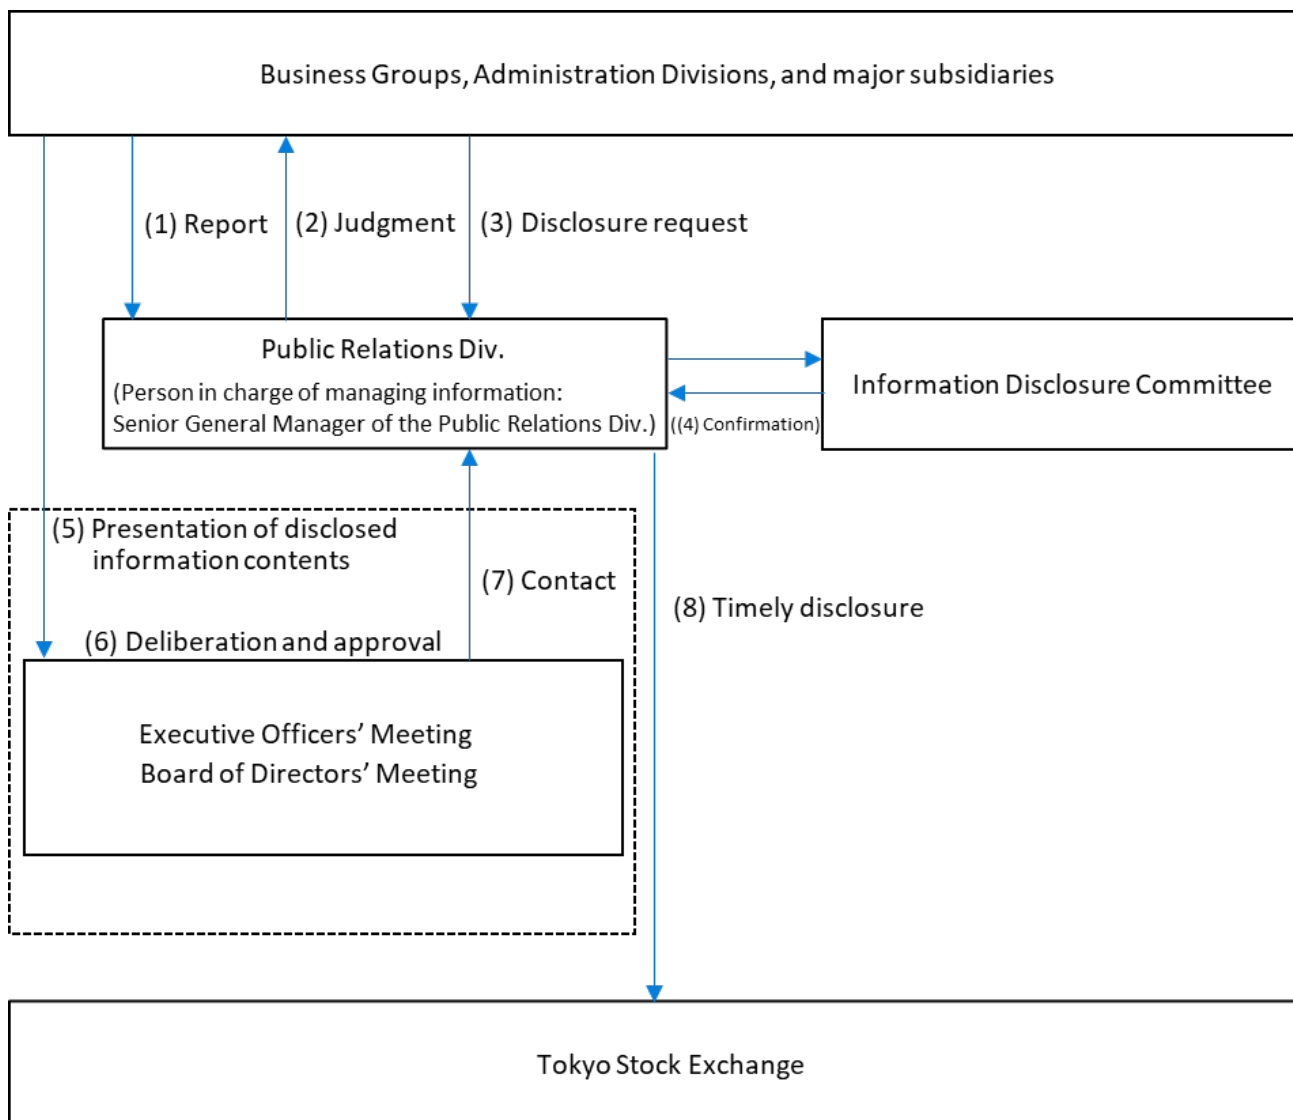 Business Groups, Administration Divisions, and major subsidiaries
(1) Report
(2) Judgment
(3) Disclosure request
Public Relations Div.
(Person in charge of managing information:
Senior General Manager of the Public Relations Div.)
((4) Confirmation)
Information Disclosure Committee
(5) Presentation of disclosed
information contents
(7) Contact
(8) Timely disclosure
(6) Deliberation and approval
Executive Officers’ Meeting
Board of Directors’ Meeting
Tokyo Stock Exchange